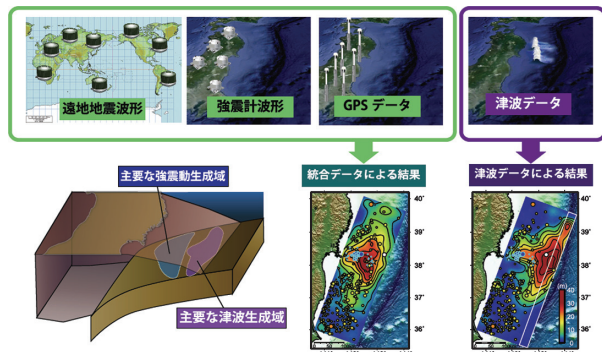 遠地地震波形
強震計波形
GPS データ
津波データ
主要な強震動生成域
統合データによる結果
津波データによる結果
主要な津波生成域
40˚
39˚
38˚
37˚
36˚
40˚
39˚
38˚
37˚
36˚
(m)
40
30
20
10
0